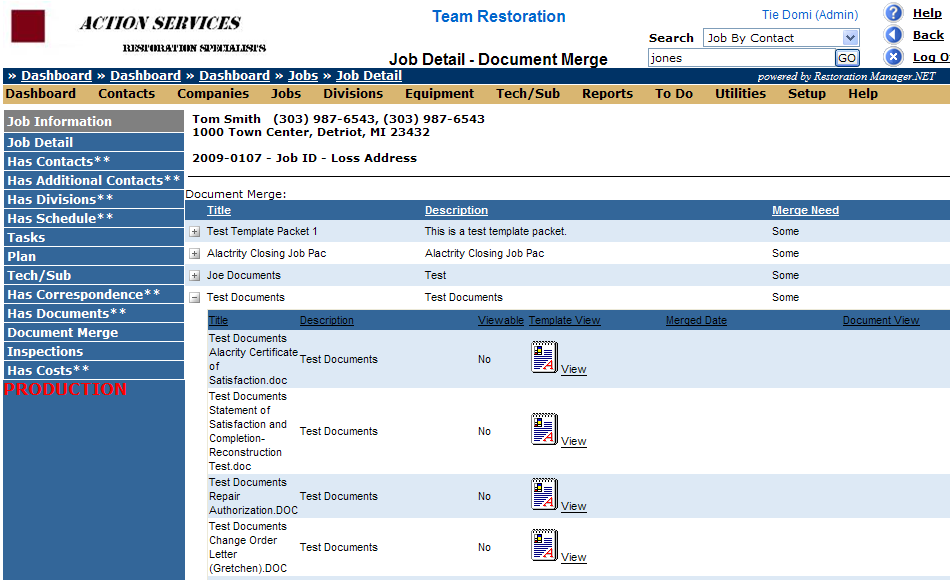 ACTION SERVICES
RESTORATION SPECIALISTS
Team Restoration
Job Detail - Document Merge
Tie Domi (Admin)
Search Job By Contact
jones GO
Help
Back
Log O
» Dashboard » Dashboard » Dashboard » Jobs » Job Detail
powered by Restoration Manager.NET
Dashboard Contacts Companies Jobs Divisions Equipment Tech/Sub Reports To Do Utilities Setup Help
Job Information
Job Detail
Has Contacts**
Has Additional Contacts**
Has Divisions**
Has Schedule**
Tasks
Plan
Tech/Sub
Has Correspondence**
Has Documents**
Document Merge
Inspections
Has Costs**
PRODUCTION
Tom Smith (303) 987-6543, (303) 987-6543
1000 Town Center, Detriot, MI 23432
2009-0107 - Job ID - Loss Address
Document Merge:
Title Description Merge Need
Test Template Packet 1 This is a test template packet. Some
Alactrity Closing Job Pac Alactrity Closing Job Pac Some
Joe Documents Test Some
Test Documents Test Documents Some
Title Description Viewable Template View Merged Date Document View
Test Documents
Alacrity Certificate
of
Satisfaction.doc
Test Documents No View
Test Documents
Statement of
Satisfaction and
Completion-
Reconstruction
Test.doc
Test Documents No View
Test Documents
Repair
Authorization.DOC
Test Documents No View
Test Documents
Change Order
Letter
(Gretchen).DOC
Test Documents No View